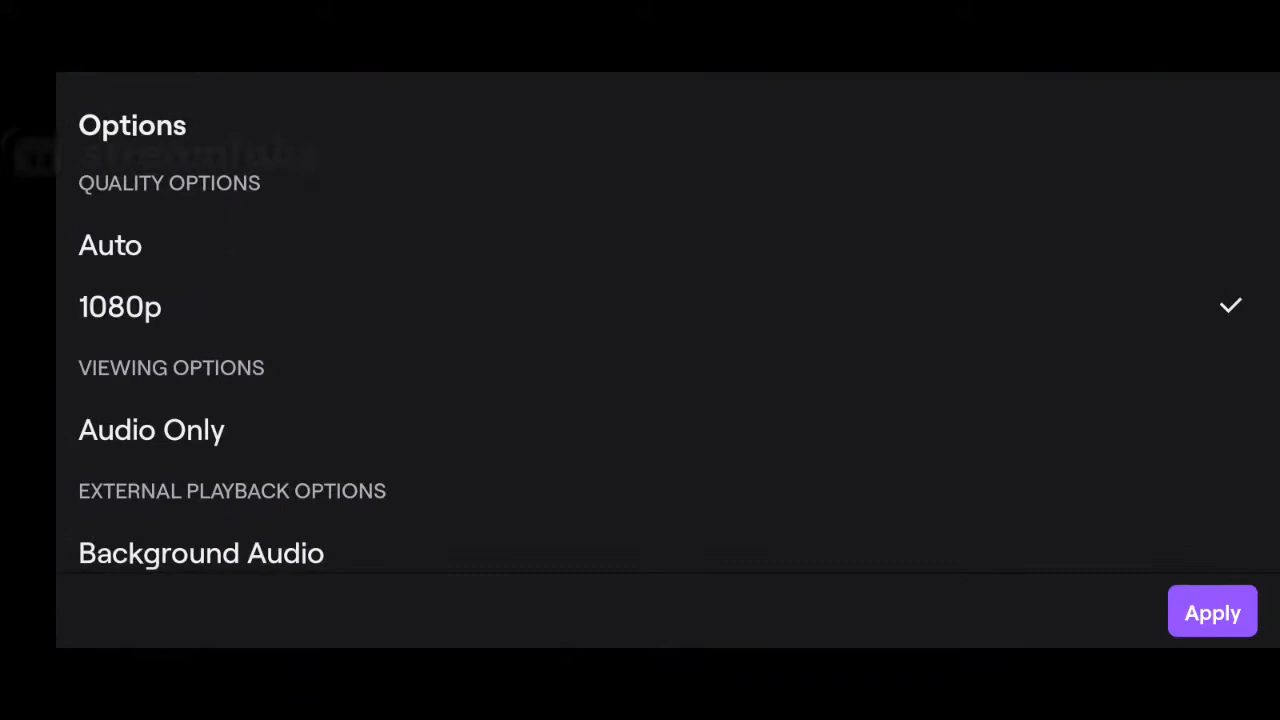 Options
QUALITY OPTIONS
Auto
1080p
VIEWING OPTIONS
Audio Only
EXTERNAL PLAYBACK OPTIONS
Background Audio
Apply